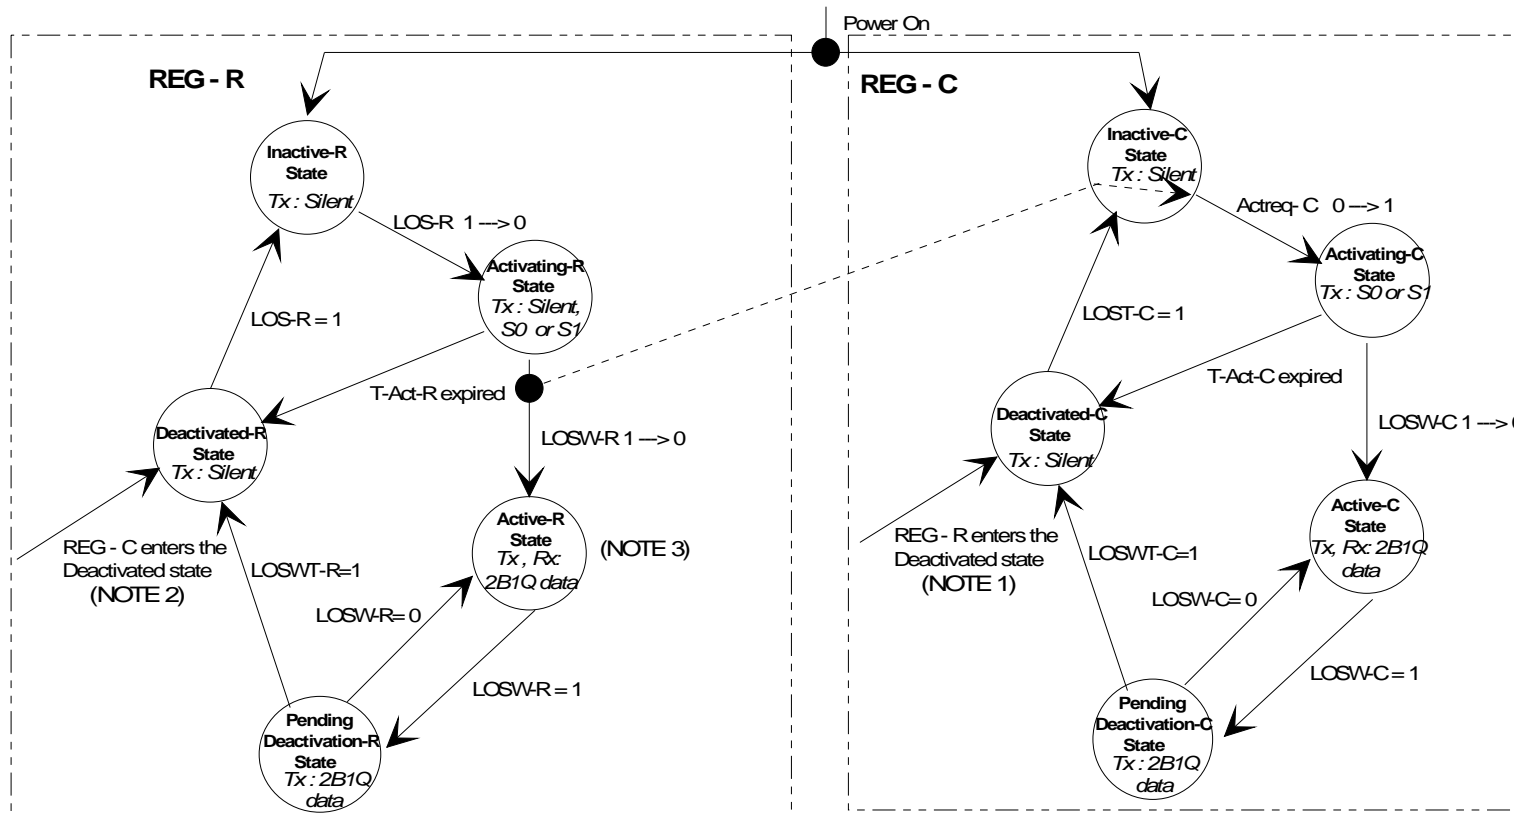 Power On
REG - R
Inactive-R
State
Tx : Silent
LOS-R 1 ---> 0
Activating-R
State
Tx : Silent,
S0 or S1
LOS-R = 1
T-Act-R expired
Deactivated-R
State
Tx : Silent
LOSW-R 1 ---> 0
REG - C enters the
Deactivated state
(NOTE 2)
LOSWT-R=1
Active-R
State
Tx , Rx:
2B1Q data
(NOTE 3)
LOSW-R= 0
LOSW-R = 1
Pending
Deactivation-R
State
Tx : 2B1Q
data
REG - C
Inactive-C
State
Tx : Silent
Actreq- C 0 ---> 1
Activating-C
State
Tx : S0 or S1
LOST-C = 1
T-Act-C expired
Deactivated-C
State
Tx : Silent
LOSW-C 1 ---> 0
REG - R enters the
Deactivated state
(NOTE 1)
LOSWT-C=1
Active-C
State
Tx, Rx: 2B1Q
data
LOSW-C= 0
LOSW-C = 1
Pending
Deactivation-C
State
Tx : 2B1Q
data